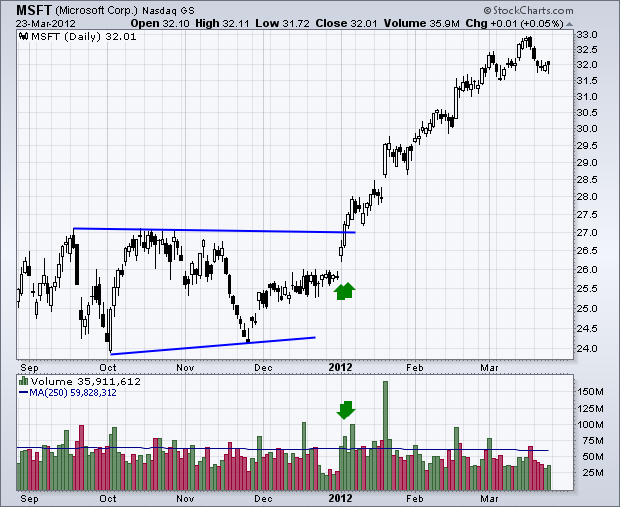 MSFT (Microsoft Corp.) Nasdaq GS © StockCharts.com
23-Mar-2012 Open 32.10 High 32.11 Low 31.72 Close 32.01 Volume 35.9M Chg +0.01 (+0.05%)
MSFT (Daily) 32.01
33.0
32.5
32.0
31.5
31.0
30.5
30.0
29.5
29.0
28.5
28.0
27.5
27.0
26.5
26.0
25.5
25.0
24.5
24.0
Sep Oct Nov Dec 2012 Feb Mar
Volume 35,911,612
MA(250) 59,828,312
150M
125M
100M
75M
50M
25M
Sep Oct Nov Dec 2012 Feb Mar